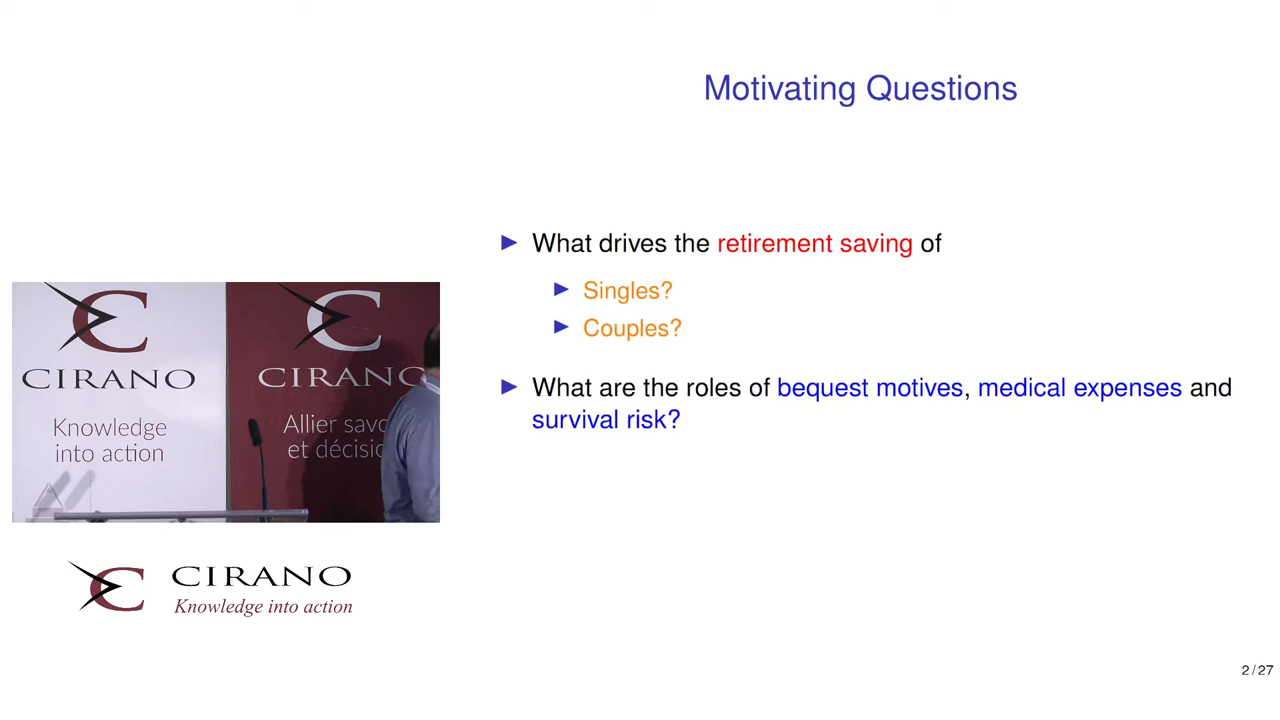 Motivating Questions
What drives the retirement saving of
Singles?
Couples?
What are the roles of bequest motives, medical expenses and
survival risk?
CIRANO
Knowledge
into action
CIRANO
Allier savo
et décisio
CIRANO
Knowledge into action
2 / 27